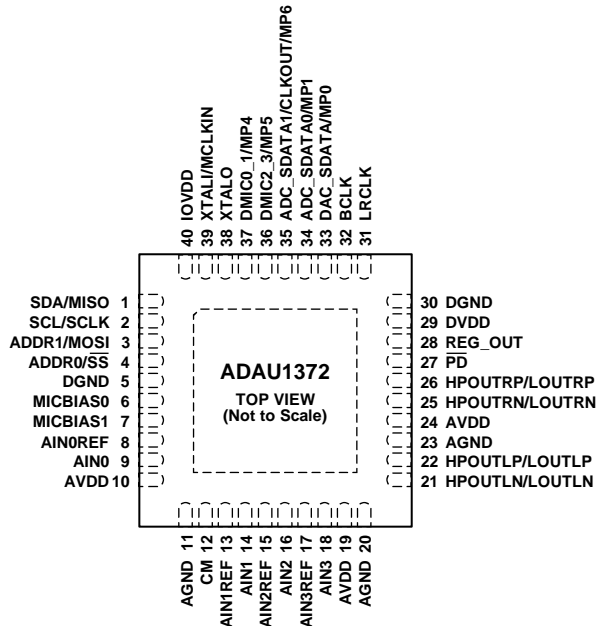 40 IOVDD
39 XTALI/MCLKIN
38 XTALO
37 DMIC0_1/MP4
36 DMIC2_3/MP5
35 ADC_SDATA1/CLKOUT/MP6
34 ADC_SDATA0/MP1
33 DAC_SDATA/MP0
32 BCLK
31 LRCLK
SDA/MISO 1
SCL/SCLK 2
ADDR1/MOSI 3
ADDR0/SS 4
DGND 5
MICBIAS0 6
MICBIAS1 7
AIN0REF 8
AIN0 9
AVDD 10
ADAU1372
TOP VIEW
(Not to Scale)
30 DGND
29 DVDD
28 REG_OUT
27 PD
26 HPOUTRP/LOUTRP
25 HPOUTRN/LOUTRN
24 AVDD
23 AGND
22 HPOUTLP/LOUTLP
21 HPOUTLN/LOUTLN
AGND 11
CM 12
AIN1REF 13
AIN1 14
AIN2REF 15
AIN2 16
AIN3REF 17
AIN3 18
AVDD 19
AGND 20